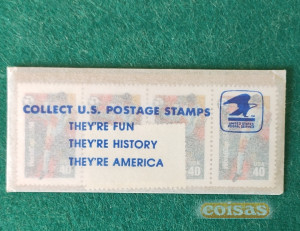 COLLECT U.S. POSTAGE STAMPS
THEY'RE FUN
THEY'RE HISTORY
THEY'RE AMERICA
40
40
coisas